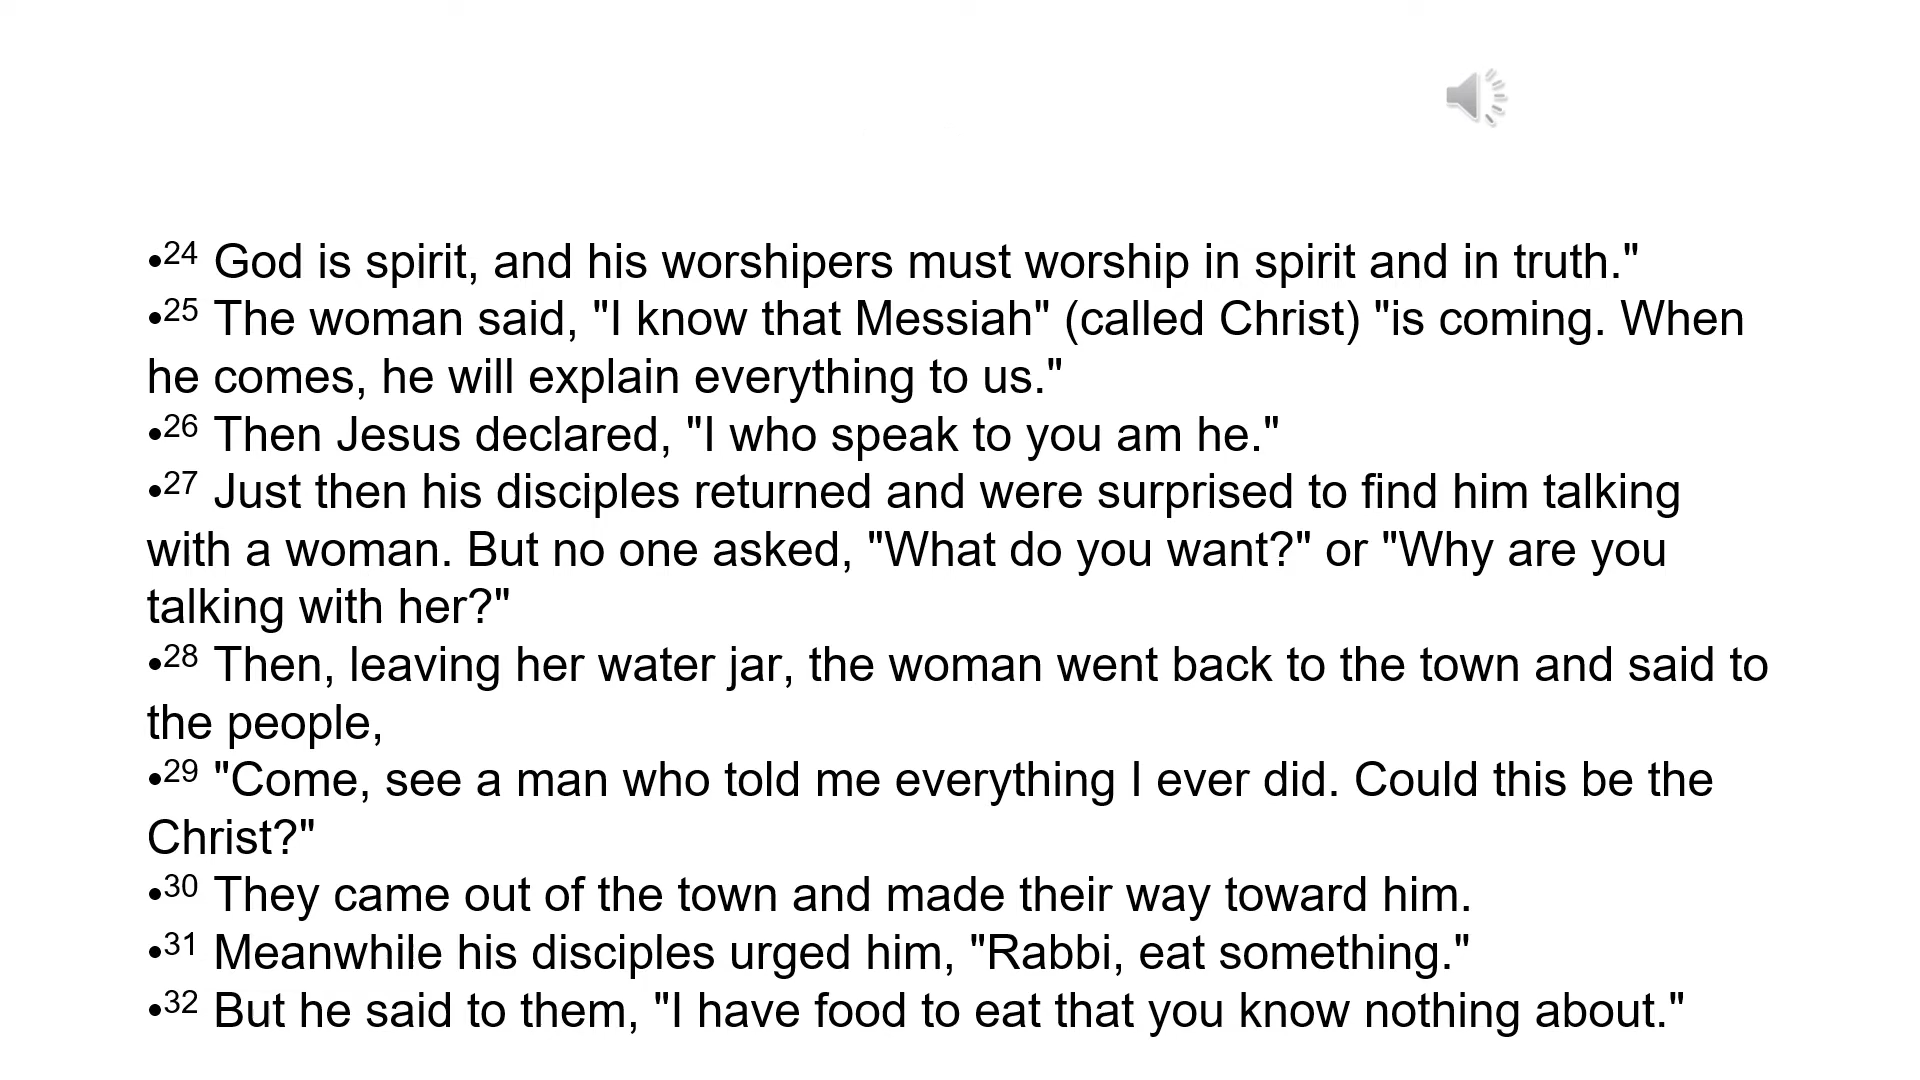 •24 God is spirit, and his worshipers must worship in spirit and in truth."
•25 The woman said, "I know that Messiah" (called Christ) "is coming. When
he comes, he will explain everything to us."
•26 Then Jesus declared, "I who speak to you am he."
•27 Just then his disciples returned and were surprised to find him talking
with a woman. But no one asked, "What do you want?" or "Why are you
talking with her?"
•28 Then, leaving her water jar, the woman went back to the town and said to
the people,
•29 "Come, see a man who told me everything I ever did. Could this be the
Christ?"
•30 They came out of the town and made their way toward him.
•31 Meanwhile his disciples urged him, "Rabbi, eat something."
•32 But he said to them, "I have food to eat that you know nothing about."